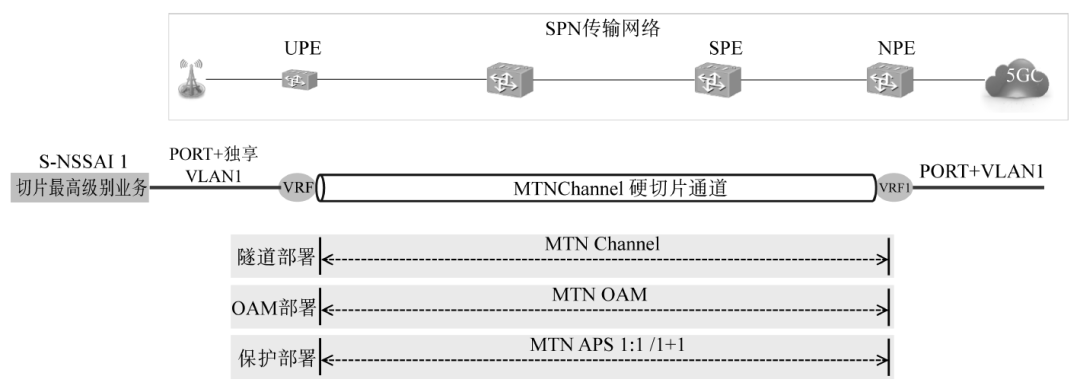 SPN传输网络
UPE
SPE
NPE
5GC
S-NSSAI 1
切片最高级别业务
PORT+独享
VLAN1
VRF
MTNChannel 硬切片通道
VRF1
PORT+VLAN1
隧道部署
MTN Channel
OAM部署
MTN OAM
保护部署
MTN APS 1:1 /1+1